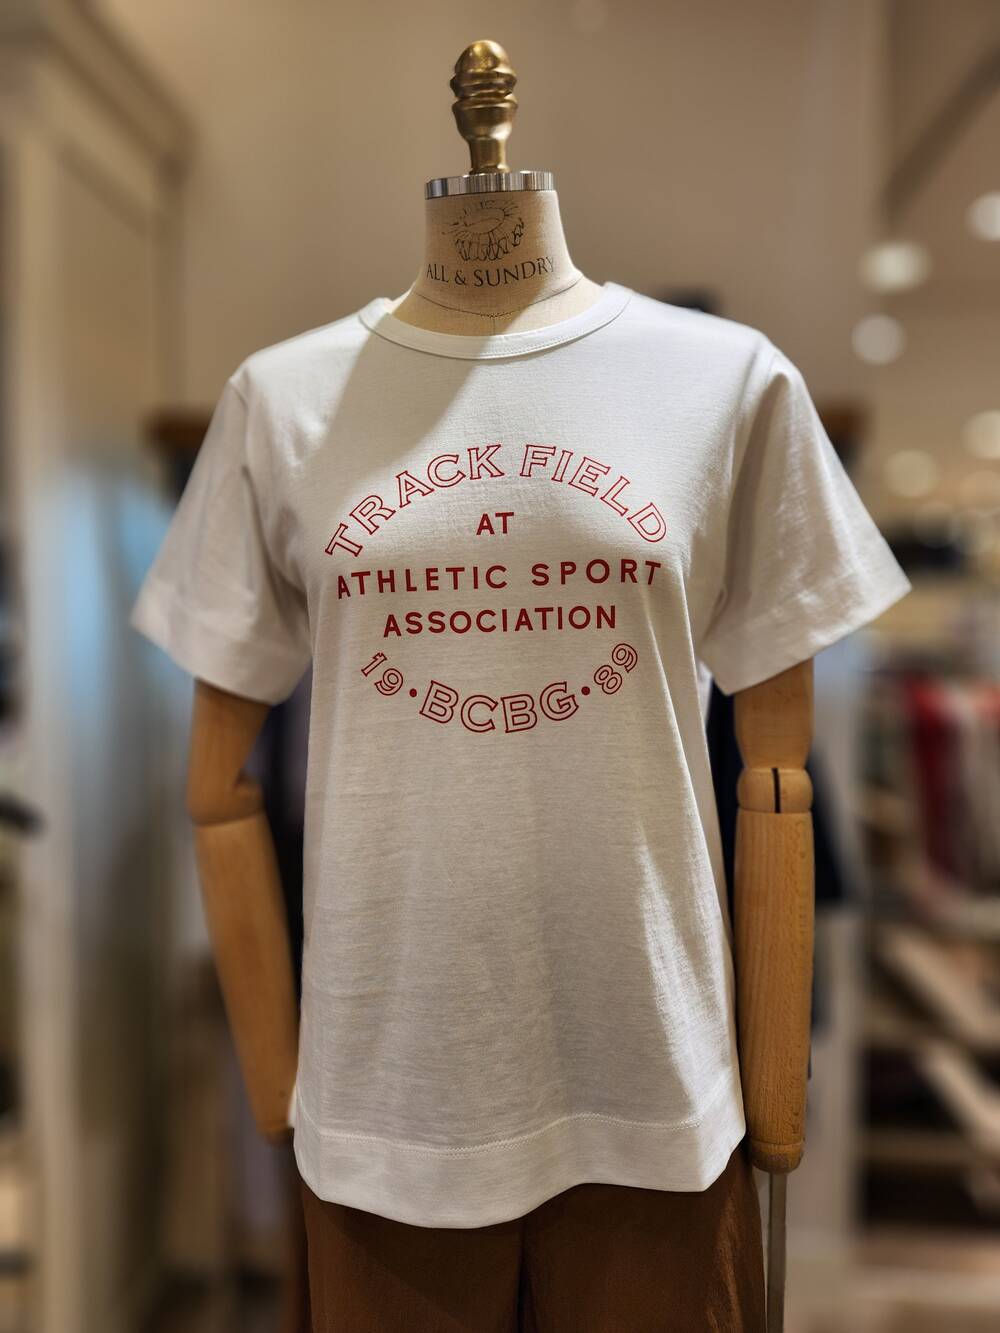 ALL & SUNDRY
TRACK FIELD
AT
ATHLETIC SPORT
ASSOCIATION
19•BCBG•89